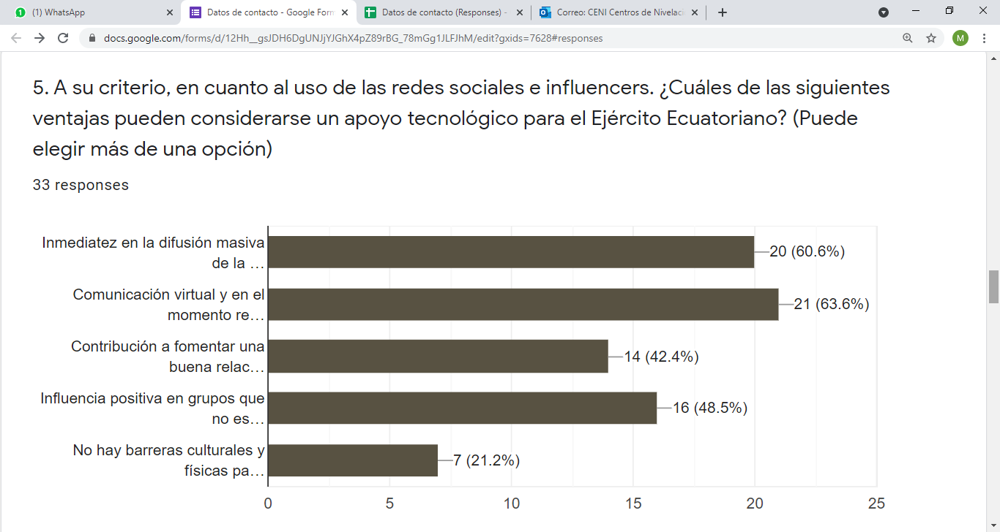 (1) WhatsApp
Datos de contacto - Google Form
Datos de contacto (Responses) -
Correo: CENI Centros de Nivelaci
docs.google.com/forms/d/12Hh__gsJDH6DgUNJjYJGhX4pZ89rBG_78mGg1JLFJhM/edit?gxids=7628#responses
M
5. A su criterio, en cuanto al uso de las redes sociales e influencers. ¿Cuáles de las siguientes
ventajas pueden considerarse un apoyo tecnológico para el Ejército Ecuatoriano? (Puede
elegir más de una opción)
33 responses
Inmediatez en la difusión masiva
de la …
20 (60.6%)
Comunicación virtual y en el
momento re…
21 (63.6%)
Contribución a fomentar una
buena relac…
14 (42.4%)
Influencia positiva en grupos que
no es…
16 (48.5%)
No hay barreras culturales y
físicas pa…
7 (21.2%)
0 5 10 15 20 25